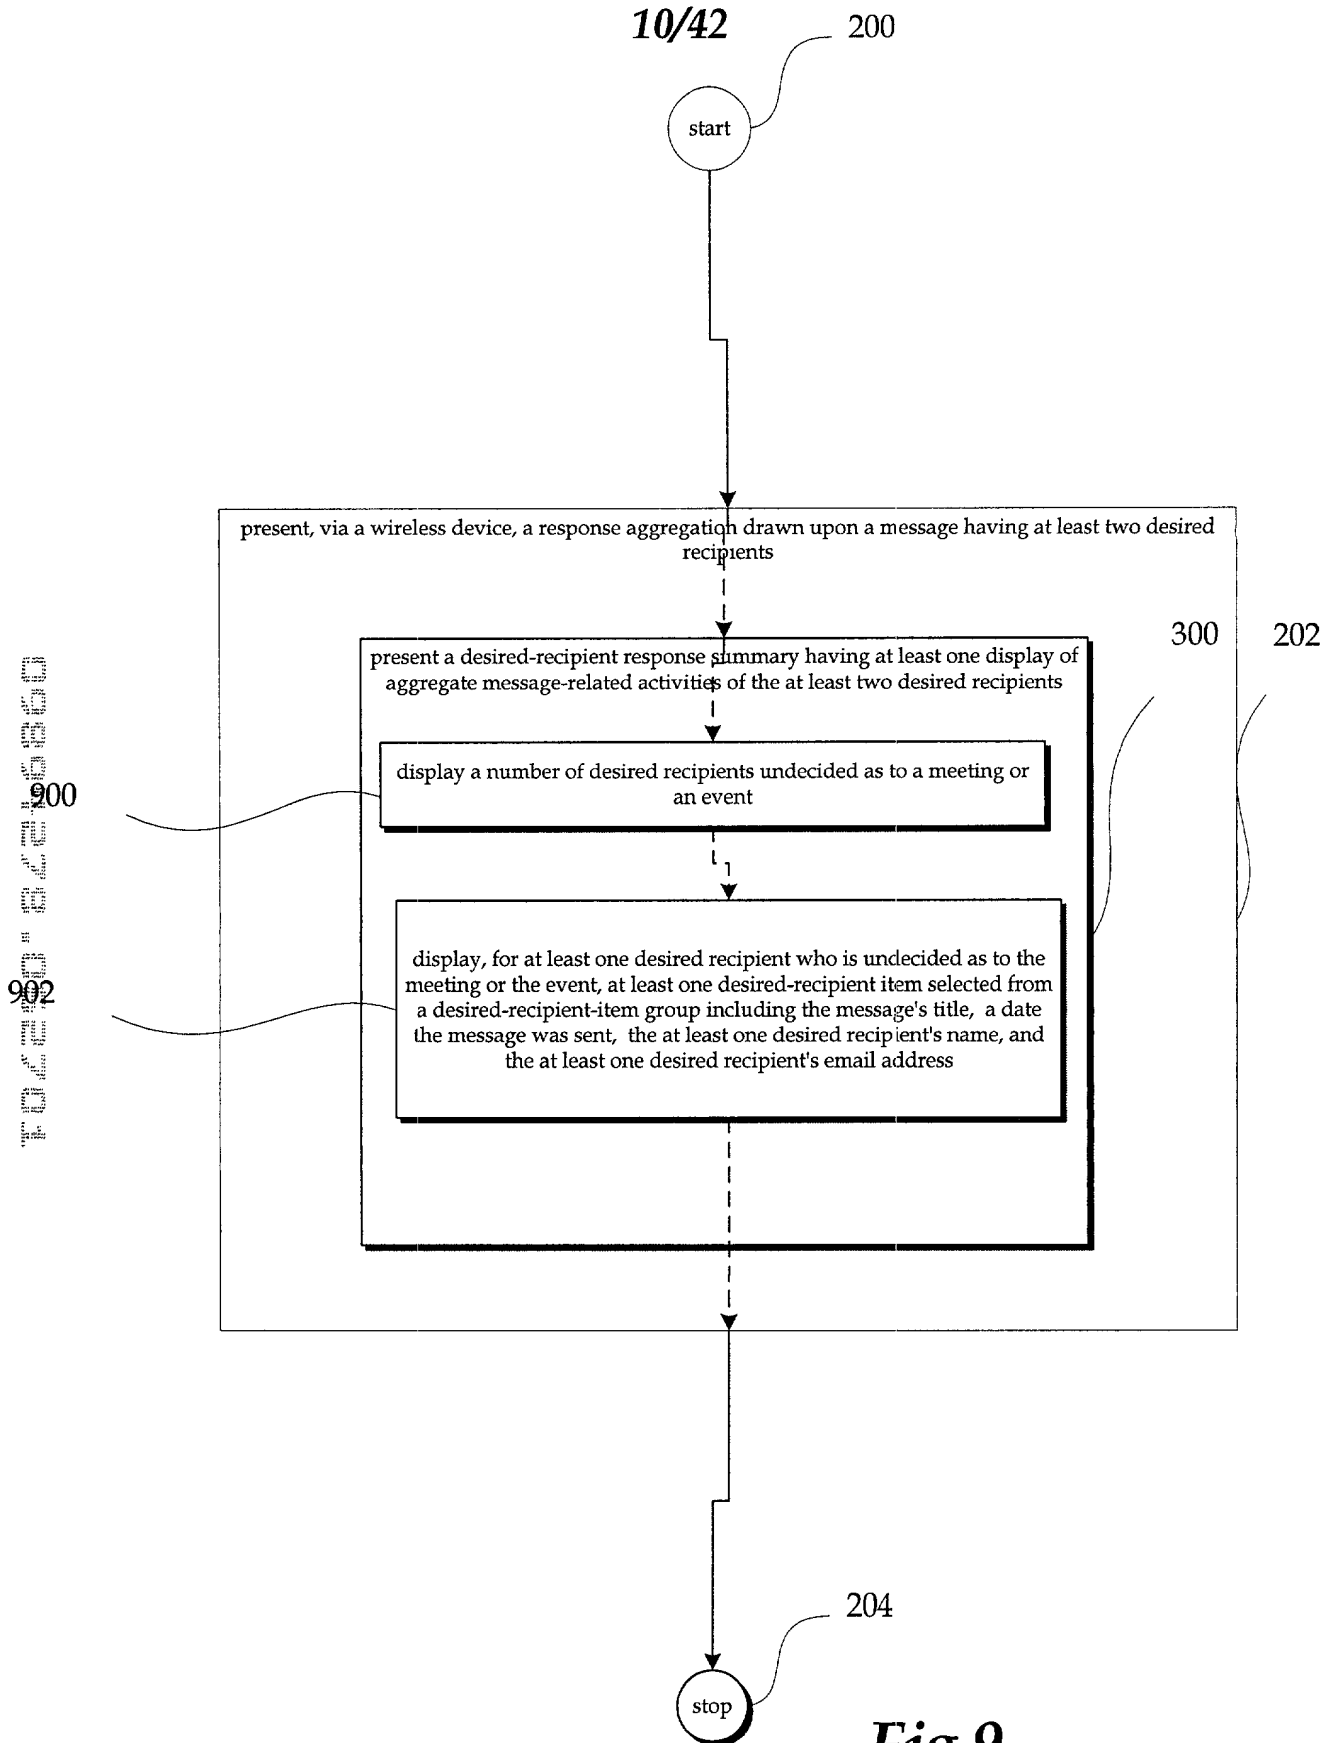 10/42
200
start
present, via a wireless device, a response aggregation drawn upon a message having at least two desired
recipients
300
202
present a desired-recipient response summary having at least one display of
aggregate message-related activities of the at least two desired recipients
900
display a number of desired recipients undecided as to a meeting or
an event
902
display, for at least one desired recipient who is undecided as to the
meeting or the event, at least one desired-recipient item selected from
a desired-recipient-item group including the message's title, a date
the message was sent, the at least one desired recipient's name, and
the at least one desired recipient's email address
204
stop
Fig 9